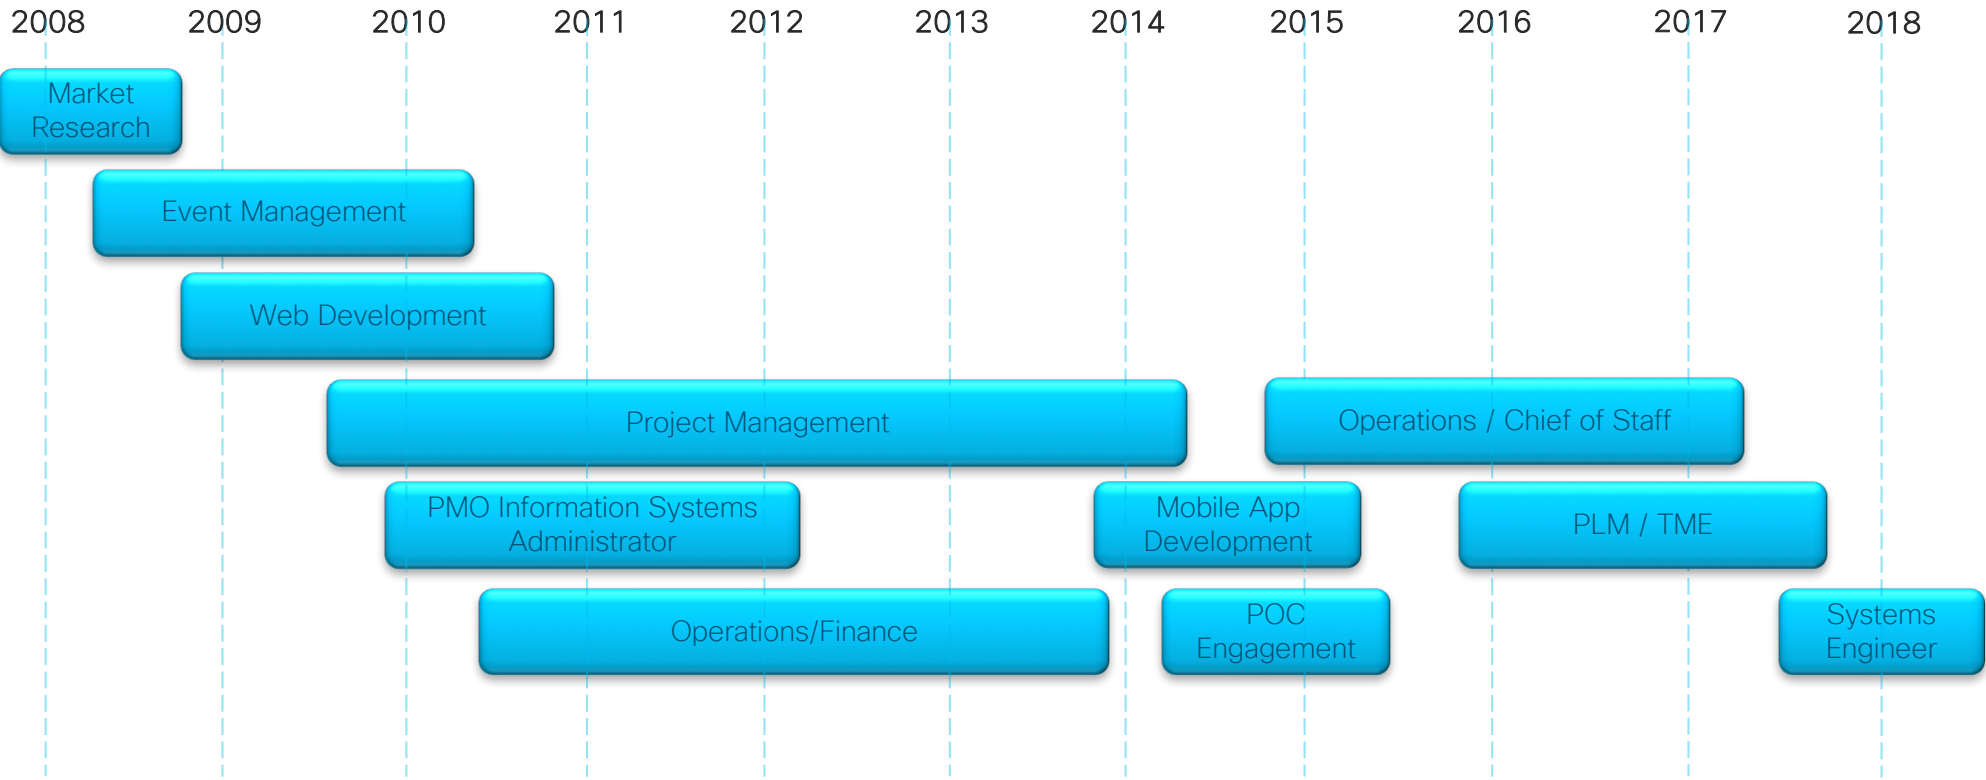 2008 2009 2010 2011 2012 2013 2014 2015 2016 2017 2018
Market
Research
Event Management
Web Development
Project Management
Operations / Chief of Staff
PMO Information Systems
Administrator
Mobile App
Development
PLM / TME
Operations/Finance
POC
Engagement
Systems
Engineer